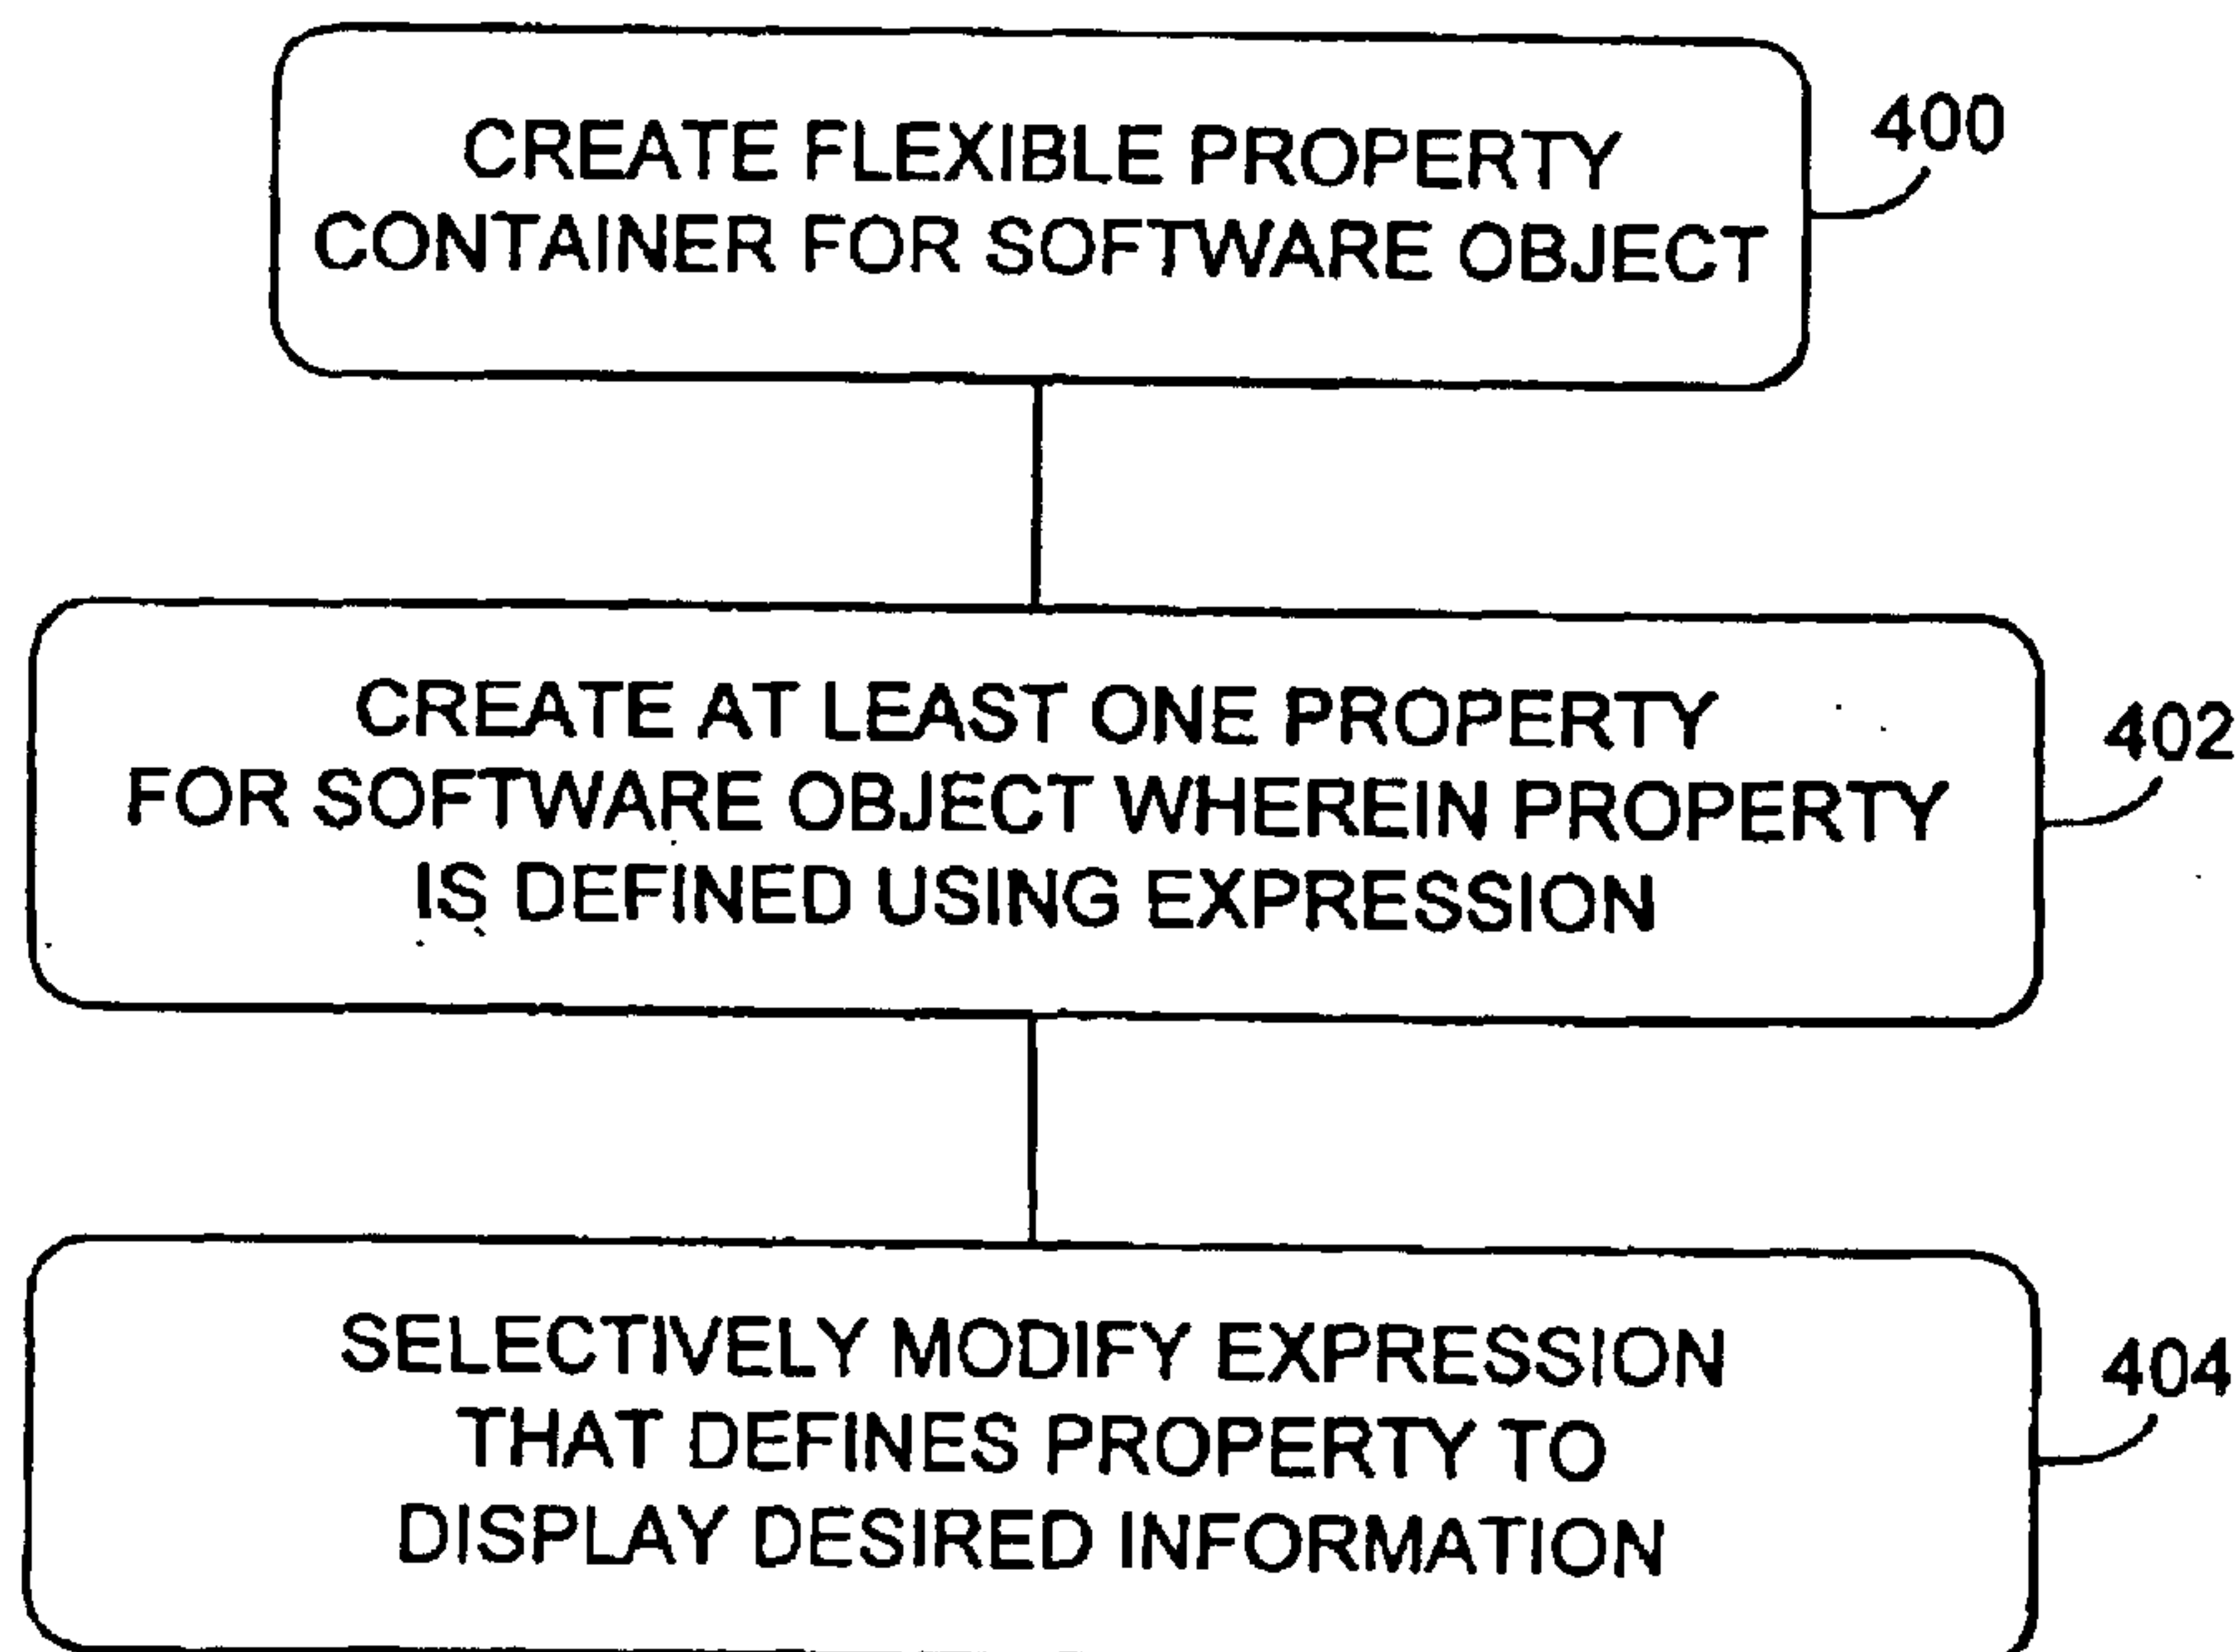 CREATE FLEXIBLE PROPERTY
CONTAINER FOR SOFTWARE OBJECT
400
CREATE AT LEAST ONE PROPERTY
FOR SOFTWARE OBJECT WHEREIN PROPERTY
IS DEFINED USING EXPRESSION
402
SELECTIVELY MODIFY EXPRESSION
THAT DEFINES PROPERTY TO
DISPLAY DESIRED INFORMATION
404